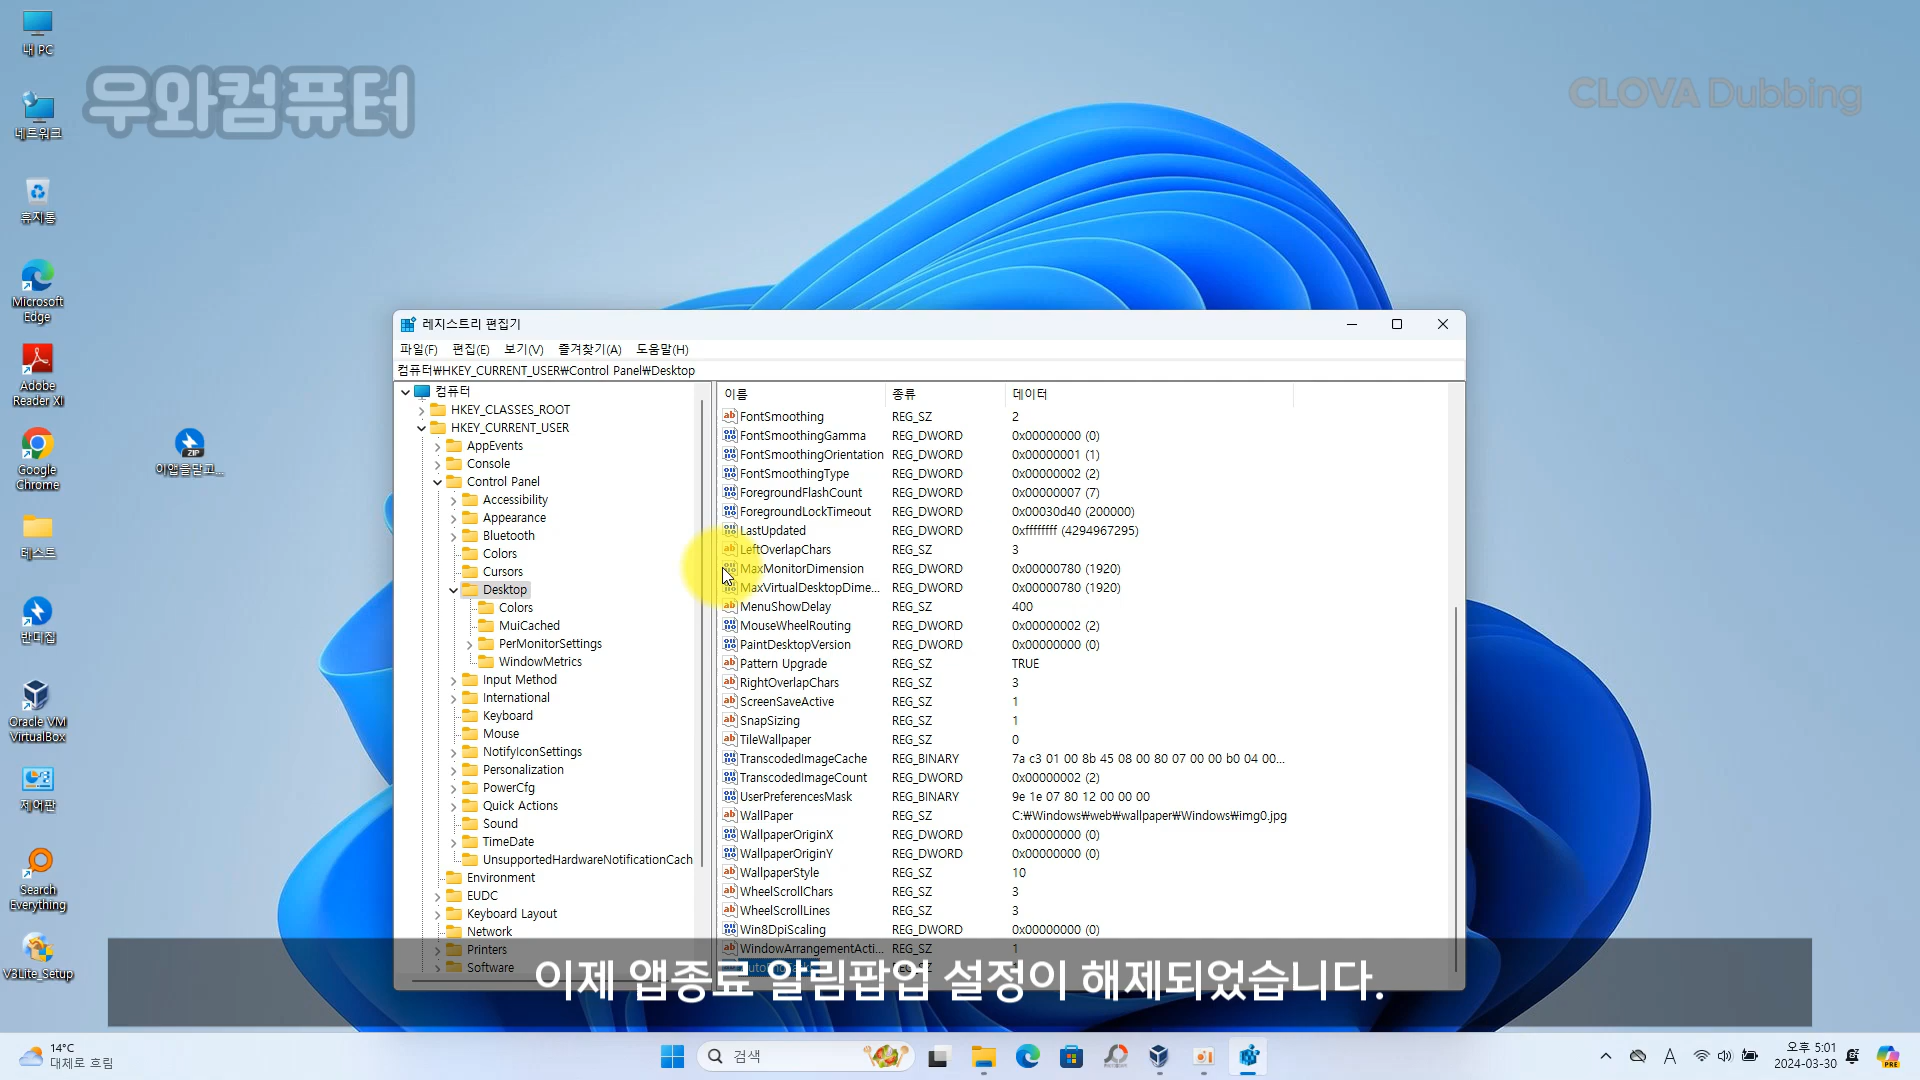 내 PC
우와컴퓨터
CLOVA Dubbing
네트워크
휴지통
Microsoft
Edge
Adobe
Reader XI
Google
Chrome
ZIP
이앱을닫고...
테스트
반디집
Oracle VM
VirtualBox
제어판
Search
Everything
V3Lite_Setup
레지스트리 편집기
파일(F) 편집(E) 보기(V) 즐겨찾기(A) 도움말(H)
컴퓨터₩HKEY_CURRENT_USER₩Control Panel₩Desktop
컴퓨터
HKEY_CLASSES_ROOT
HKEY_CURRENT_USER
AppEvents
Console
Control Panel
Accessibility
Appearance
Bluetooth
Colors
Cursors
Desktop
Colors
MuiCached
PerMonitorSettings
WindowMetrics
Input Method
International
Keyboard
Mouse
NotifyIconSettings
Personalization
PowerCfg
Quick Actions
Sound
TimeDate
UnsupportedHardwareNotificationCach
Environment
EUDC
Keyboard Layout
Network
Printers
Software
이름 종류 데이터
FontSmoothing REG_SZ 2
FontSmoothingGamma REG_DWORD 0x00000000 (0)
FontSmoothingOrientation REG_DWORD 0x00000001 (1)
FontSmoothingType REG_DWORD 0x00000002 (2)
ForegroundFlashCount REG_DWORD 0x00000007 (7)
ForegroundLockTimeout REG_DWORD 0x00030d40 (200000)
LastUpdated REG_DWORD 0xffffffff (4294967295)
LeftOverlapChars REG_SZ 3
MaxMonitorDimension REG_DWORD 0x00000780 (1920)
MaxVirtualDesktopDime... REG_DWORD 0x00000780 (1920)
MenuShowDelay REG_SZ 400
MouseWheelRouting REG_DWORD 0x00000002 (2)
PaintDesktopVersion REG_DWORD 0x00000000 (0)
Pattern Upgrade REG_SZ TRUE
RightOverlapChars REG_SZ 3
ScreenSaveActive REG_SZ 1
SnapSizing REG_SZ 1
TileWallpaper REG_SZ 0
TranscodedImageCache REG_BINARY 7a c3 01 00 8b 45 08 00 80 07 00 00 b0 04 00...
TranscodedImageCount REG_DWORD 0x00000002 (2)
UserPreferencesMask REG_BINARY 9e 1e 07 80 12 00 00 00
WallPaper REG_SZ C:₩Windows₩web₩wallpaper₩Windows₩img0.jpg
WallpaperOriginX REG_DWORD 0x00000000 (0)
WallpaperOriginY REG_DWORD 0x00000000 (0)
WallpaperStyle REG_SZ 10
WheelScrollChars REG_SZ 3
WheelScrollLines REG_SZ 3
Win8DpiScaling REG_DWORD 0x00000000 (0)
WindowArrangementActi... REG_SZ 1
이제 앱종료 알림팝업 설정이 해제되었습니다.
14°C
대체로 흐림
검색
A
오후 5:01
2024-03-30
PRE